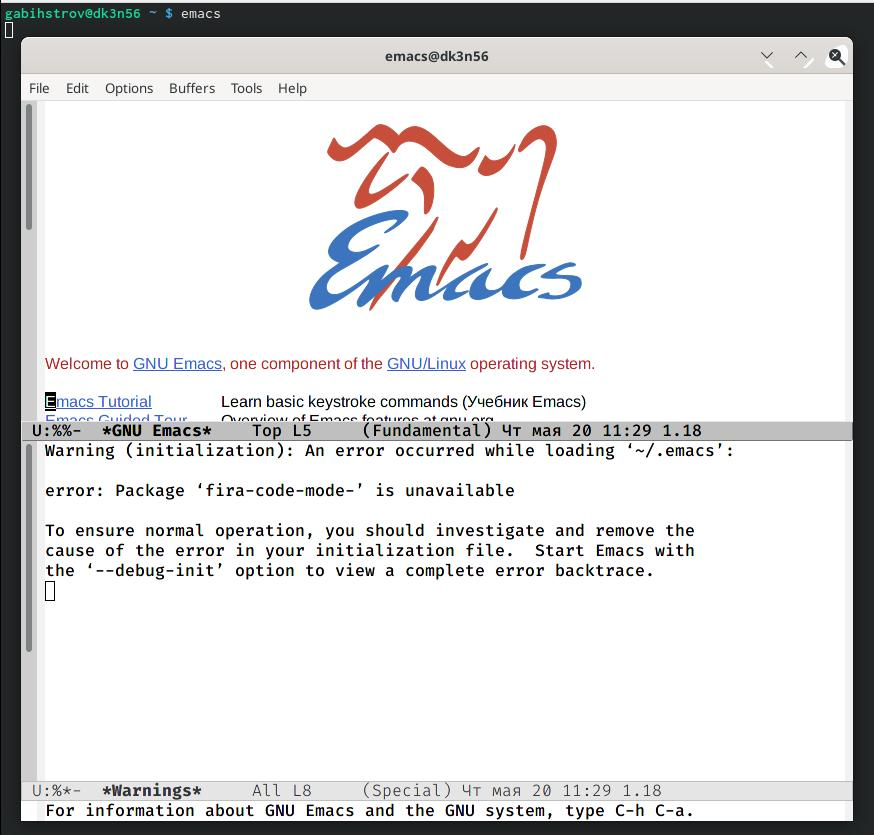 gabihstrov@dk3n56 ~ $ emacs
emacs@dk3n56
File Edit Options Buffers Tools Help
Emacs
Welcome to GNU Emacs, one component of the GNU/Linux operating system.
Emacs Tutorial Learn basic keystroke commands (Учебник Emacs)
Emacs Guided Tour Overview of Emacs features at gnu.org
U:%%- *GNU Emacs* Top L5 (Fundamental) Чт мая 20 11:29 1.18
Warning (initialization): An error occurred while loading ‘~/.emacs’:
error: Package ‘fira-code-mode-’ is unavailable
To ensure normal operation, you should investigate and remove the
cause of the error in your initialization file. Start Emacs with
the ‘--debug-init’ option to view a complete error backtrace.
U:%*- *Warnings* All L8 (Special) Чт мая 20 11:29 1.18
For information about GNU Emacs and the GNU system, type C-h C-a.